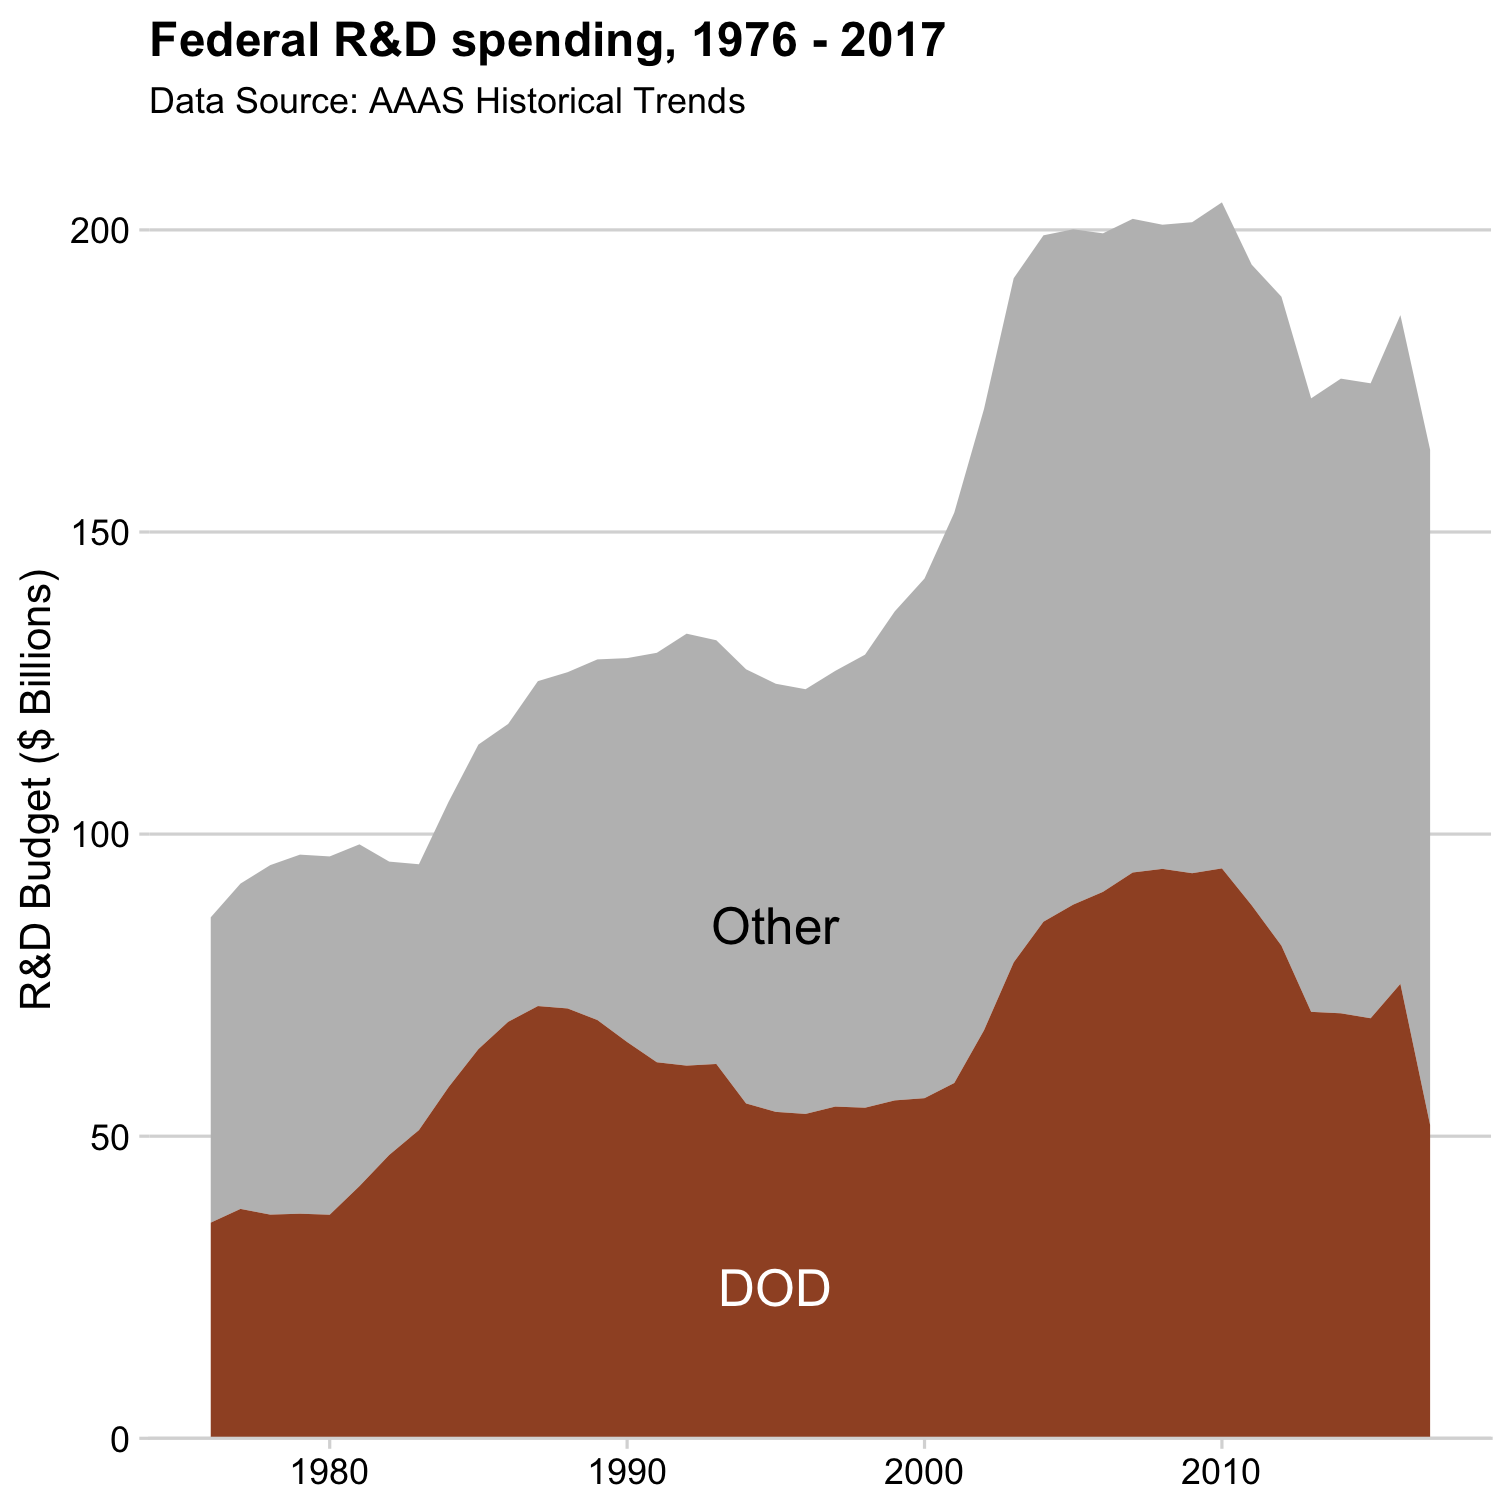 Federal R&D spending, 1976 - 2017
Data Source: AAAS Historical Trends
R&D Budget ($ Billions)
200
150
100
50
0
Other
DOD
1980 1990 2000 2010